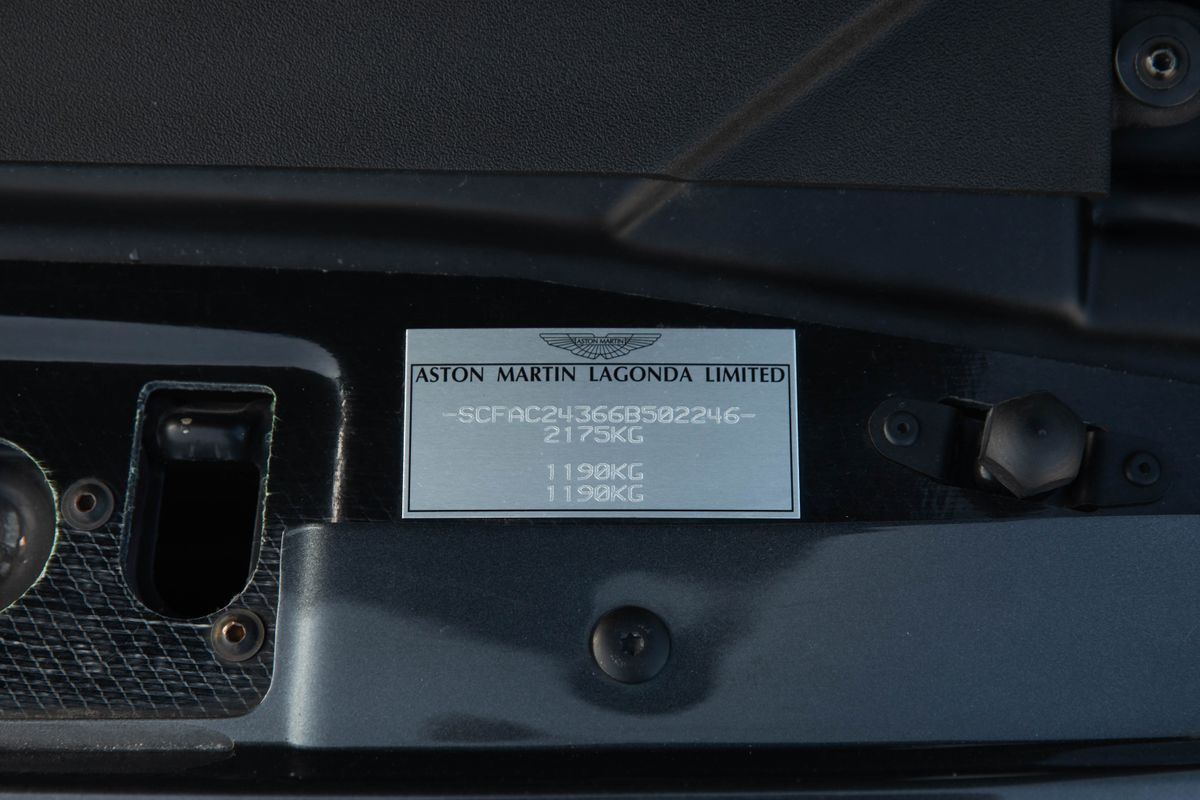 ASTON MARTIN
ASTON MARTIN LAGONDA LIMITED
-SCFAC24366B502246-
2175KG
1190KG
1190KG